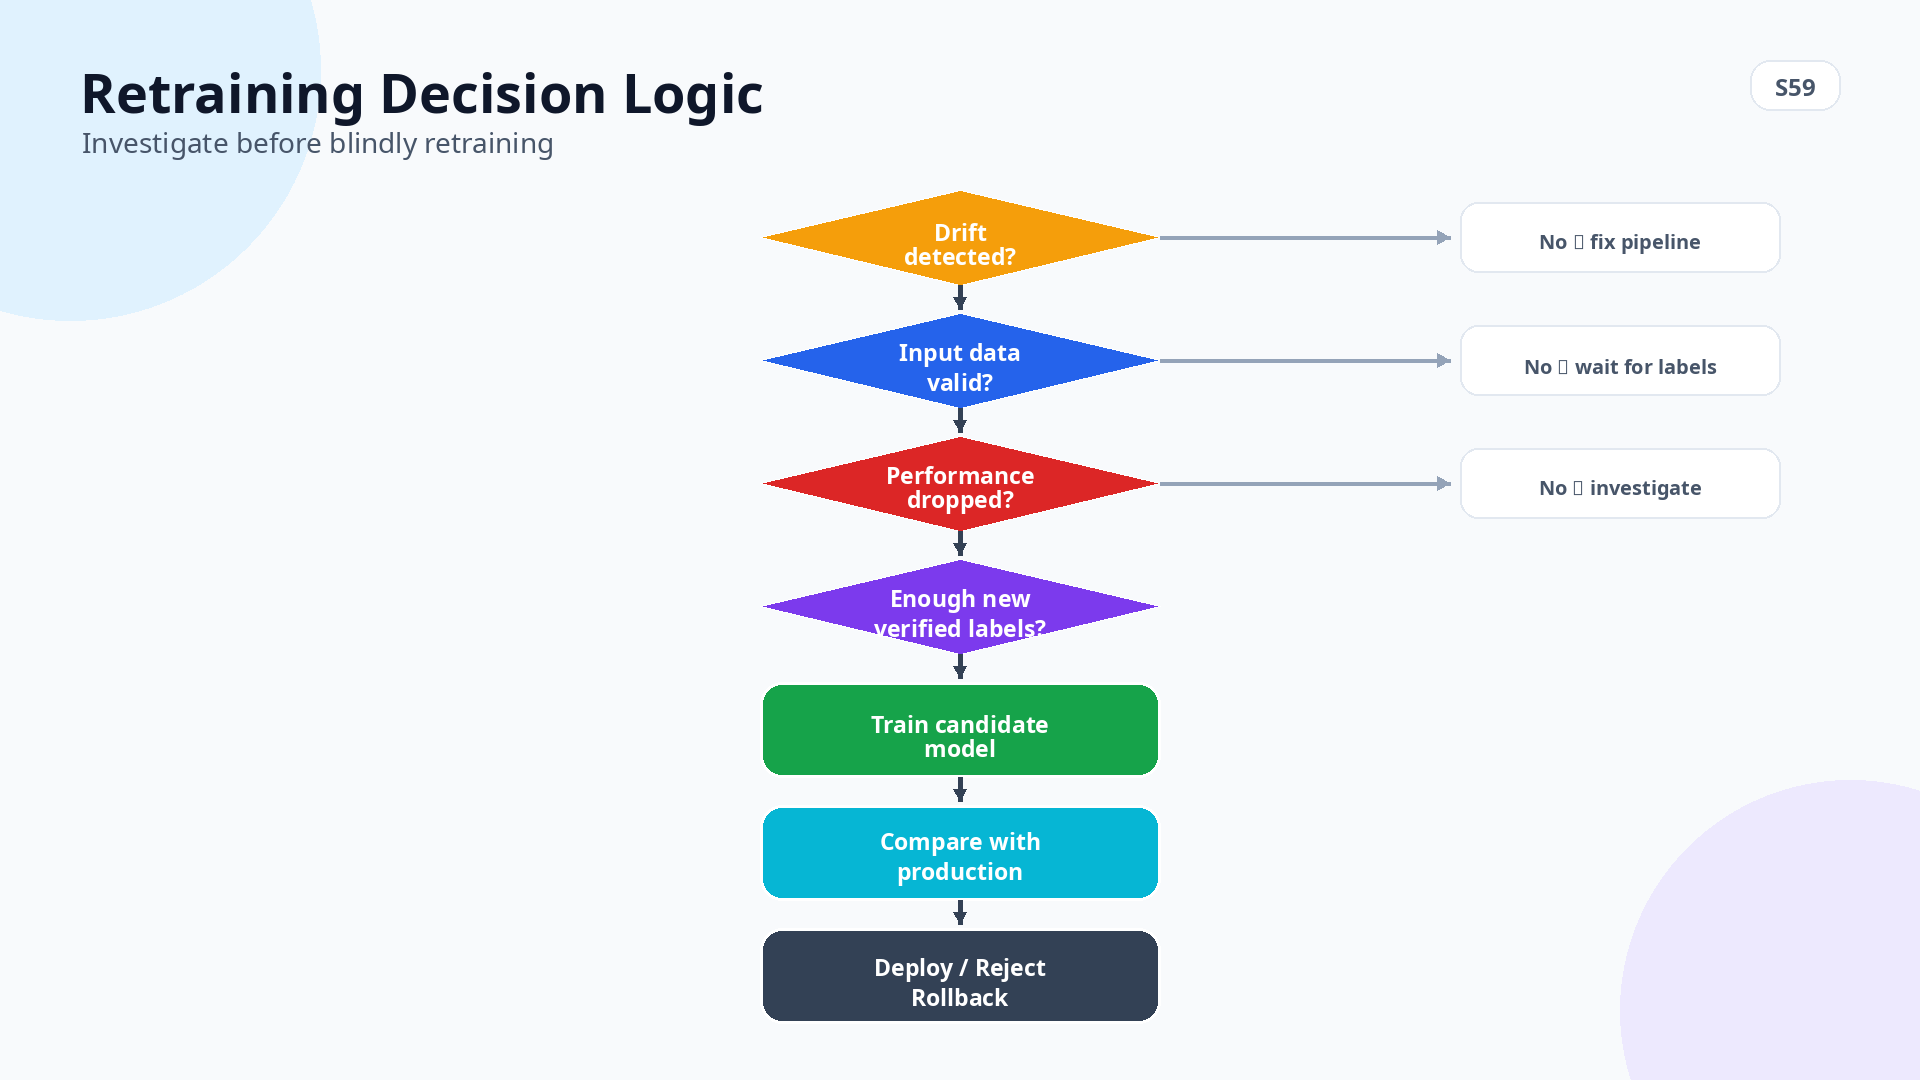 Retraining Decision Logic
S59
Investigate before blindly retraining
Drift
detected?
No ▯ fix pipeline
Input data
valid?
No ▯ wait for labels
Performance
dropped?
No ▯ investigate
Enough new
verified labels?
Train candidate
model
Compare with
production
Deploy / Reject
Rollback